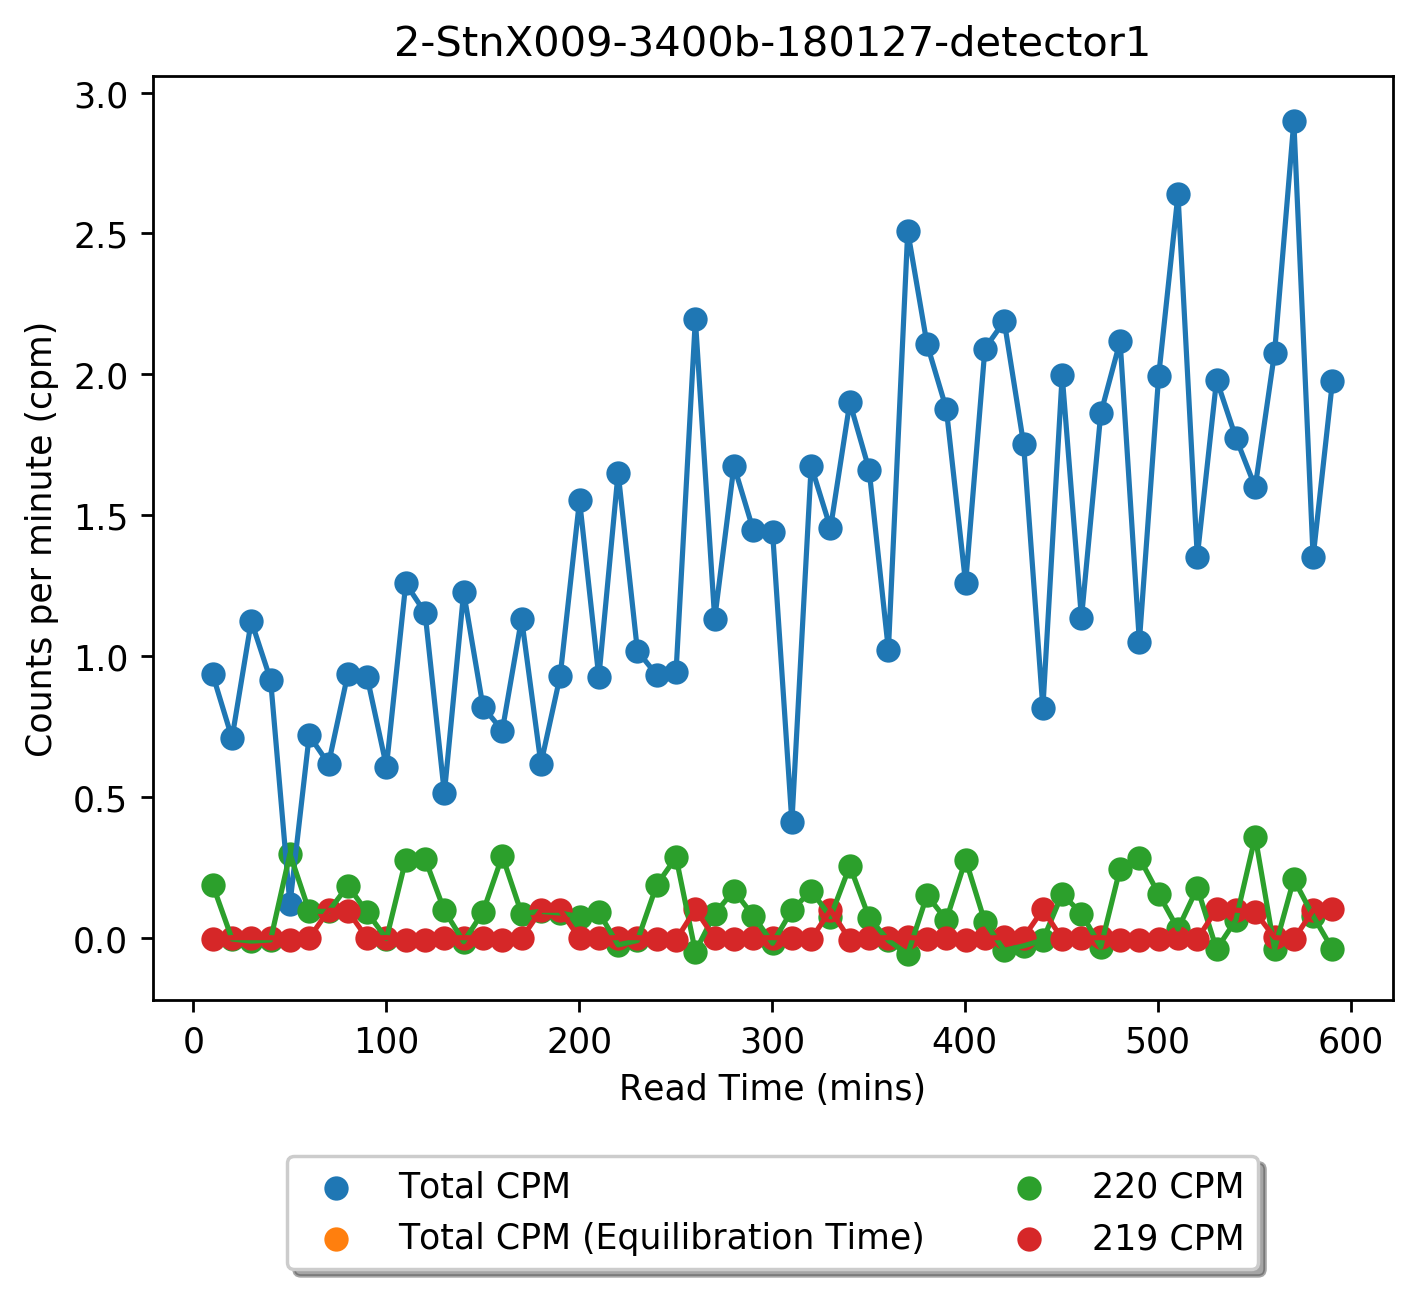 2-StnX009-3400b-180127-detector1
3.0
2.5
2.0
1.5
1.0
0.5
0.0
Counts per minute (cpm)
0 100 200 300 400 500 600
Read Time (mins)
Total CPM 220 CPM
Total CPM (Equilibration Time) 219 CPM